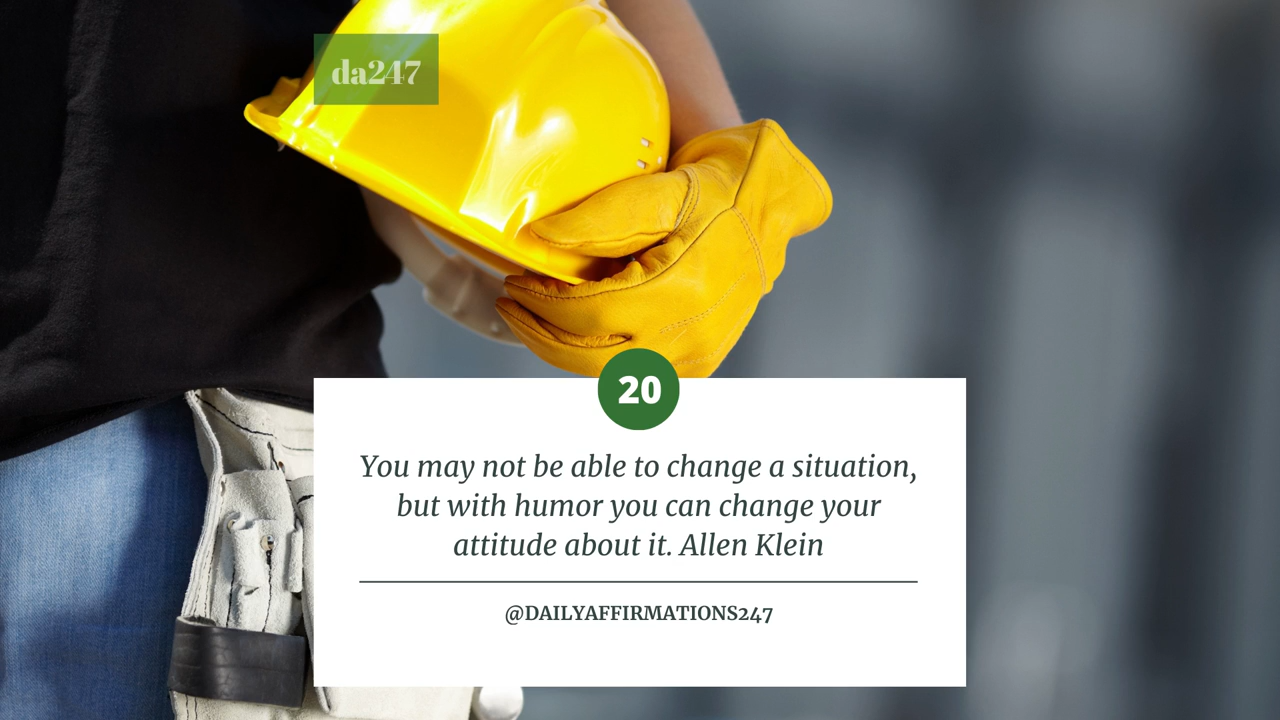 da247
20
You may not be able to change a situation,
but with humor you can change your
attitude about it. Allen Klein
@DAILYAFFIRMATIONS247